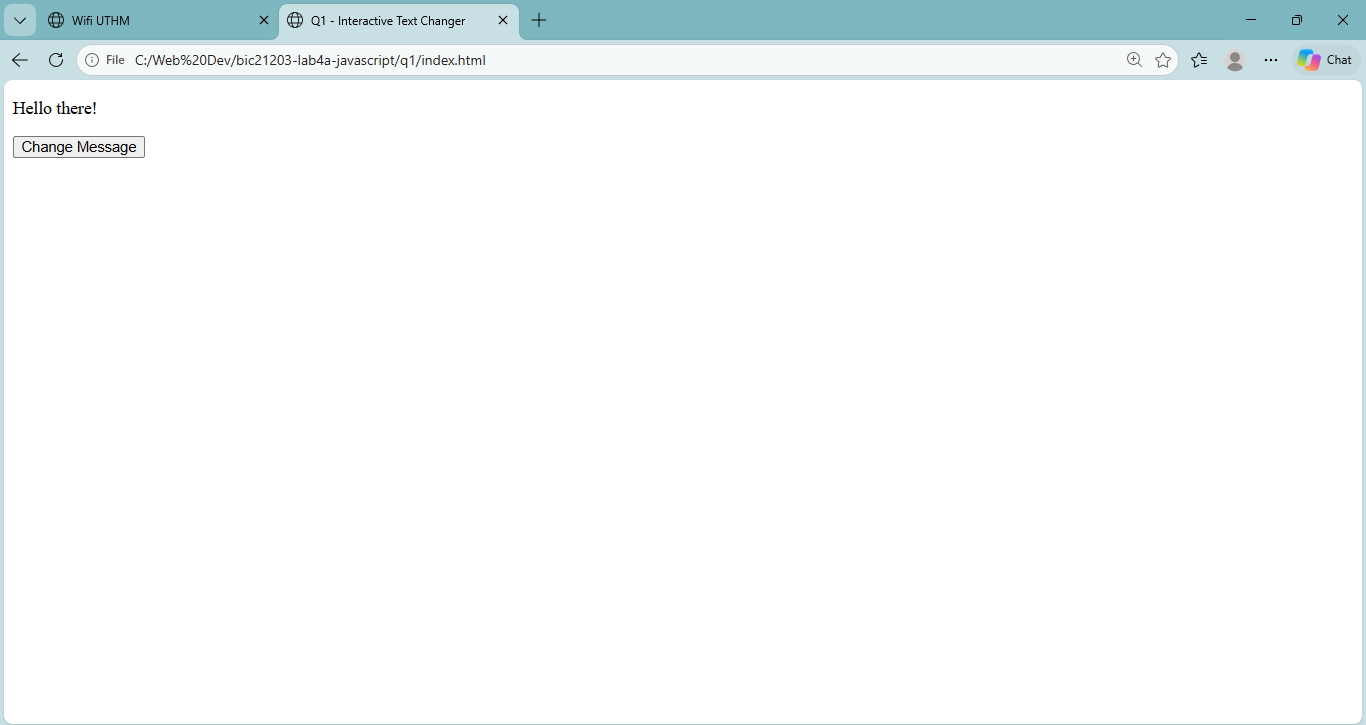 Wifi UTHM
Q1 - Interactive Text Changer
File C:/Web%20Dev/bic21203-lab4a-javascript/q1/index.html
Chat
Hello there!
Change Message